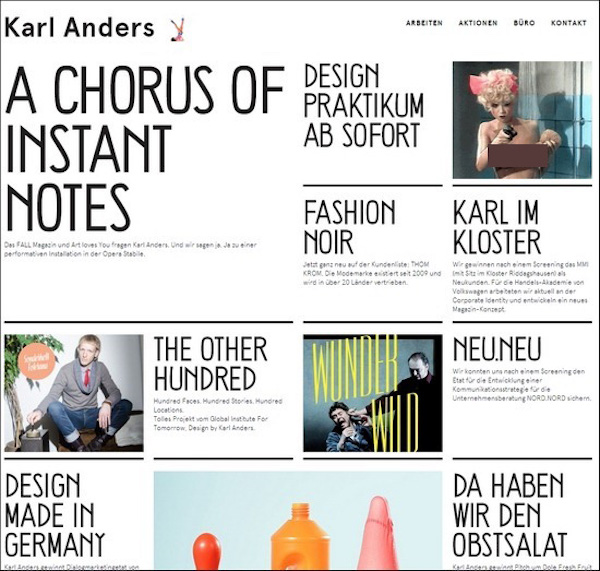 Karl Anders
ARBEITEN AKTIONEN BÜRO KONTAKT
A CHORUS OF
INSTANT
NOTES
Das FALL Magazin und Art loves You fragen Karl Anders. Und wir sagen ja. Ja zu einer
performativen Installation in der Opera Stabile.
DESIGN
PRAKTIKUM
AB SOFORT
FASHION
NOIR
Jetzt ganz neu auf der Kundenliste: THOM
KROM. Die Modemarke existiert seit 2009 und
wird in über 20 Länder vertrieben.
KARL IM
KLOSTER
Wir gewinnen nach einem Screening das MMI
(mit Sitz im Kloster Riddagshausen) als
Neukunden. Für die Handels-Akademie von
Volkswagen arbeiteten wir aktuell an der
Corporate Identity und entwickeln ein neues
Magazin-Konzept.
THE OTHER
HUNDRED
Hundred Faces. Hundred Stories. Hundred
Locations.
Tolles Projekt vom Global Institute For
Tomorrow, Design by Karl Anders.
WUNDER
WILD
NEU.NEU
Wir konnten uns nach einem Screening den
Etat für die Entwicklung einer
Kommunikationsstrategie für die
Unternehmensberatung NORD.NORD sichern.
DESIGN
MADE IN
GERMANY
Karl Anders gewinnt Dialogmarketingetat von
DA HABEN
WIR DEN
OBSTSALAT
Karl Anders gewinnt Pitch um Dole Fresh Fruit